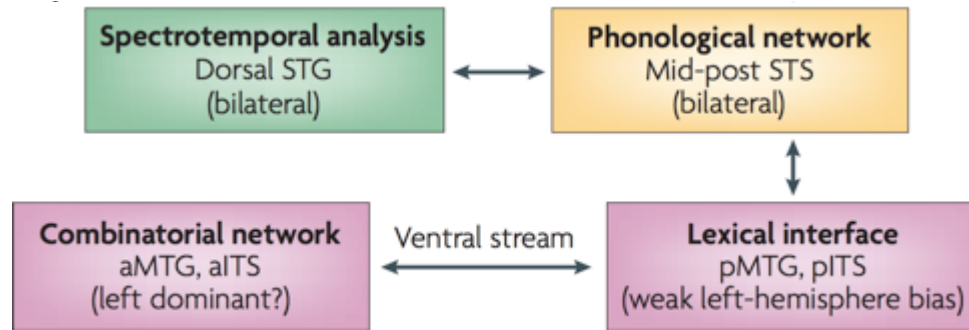 Spectrotemporal analysis
Dorsal STG
(bilateral)
Phonological network
Mid-post STS
(bilateral)
Combinatorial network
aMTG, aITS
(left dominant?)
Ventral stream
Lexical interface
pMTG, pITS
(weak left-hemisphere bias)